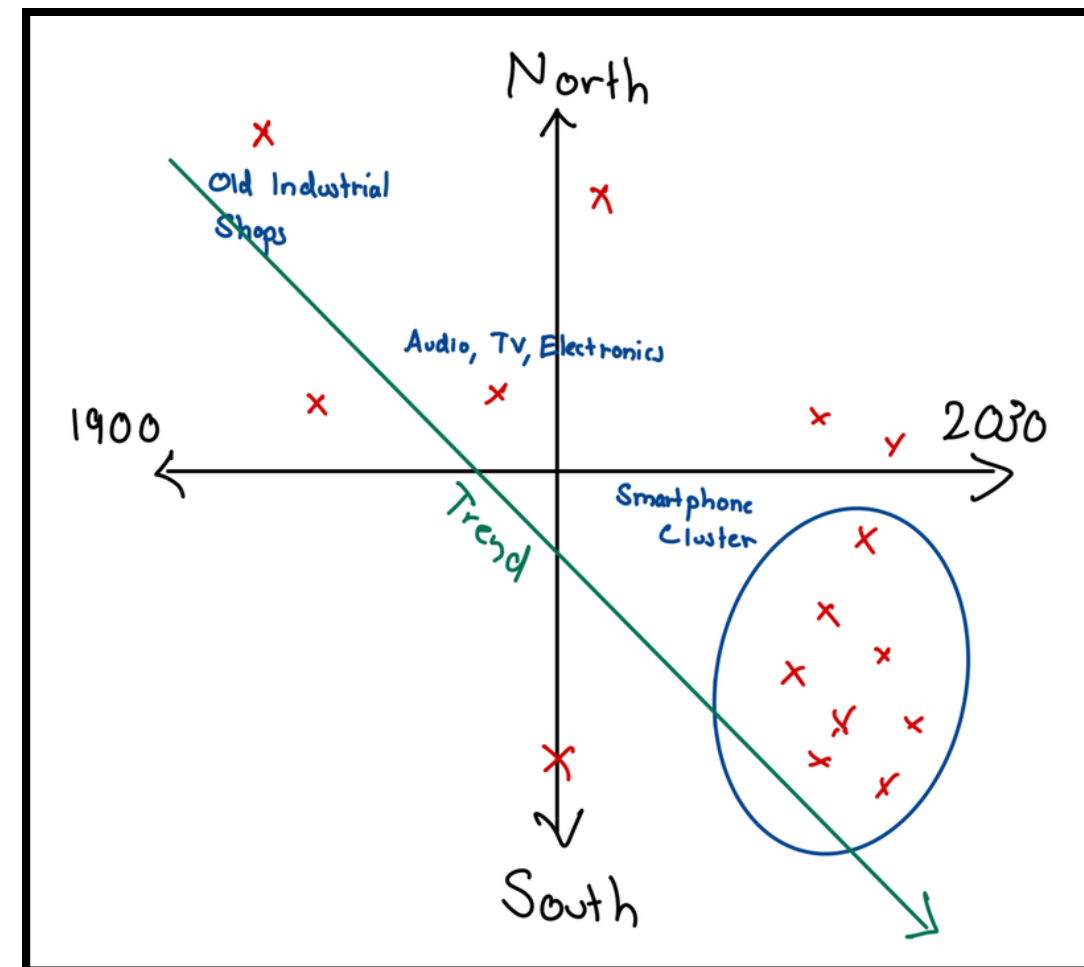 North
Old Industrial
Shops
Audio, TV, Electronics
1900
2030
Smartphone
Cluster
Trend
South